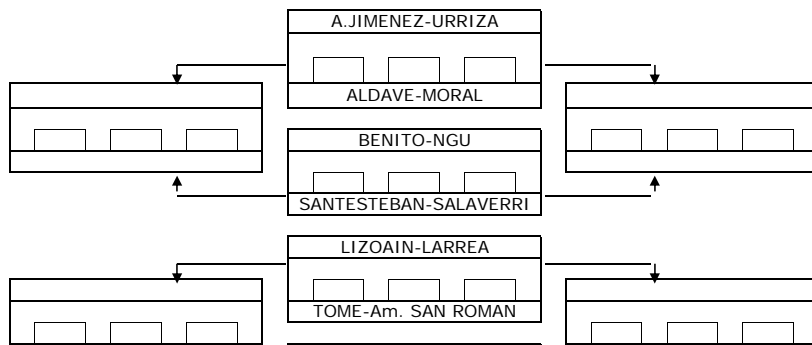 A.JIMENEZ-URRIZA
ALDAVE-MORAL
BENITO-NGU
SANTESTEBAN-SALAVERRI
LIZOAIN-LARREA
TOME-Am. SAN ROMAN